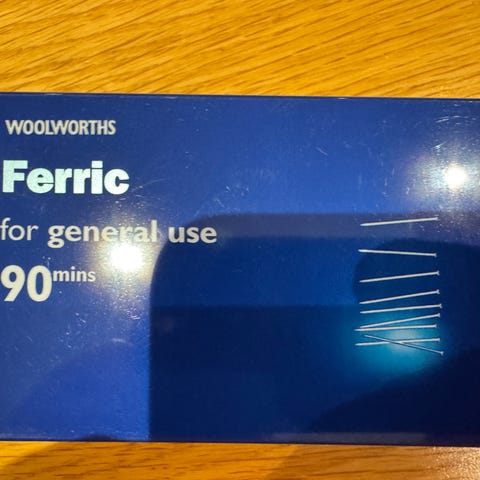 WOOLWORTHS
Ferric
for general use
90mins